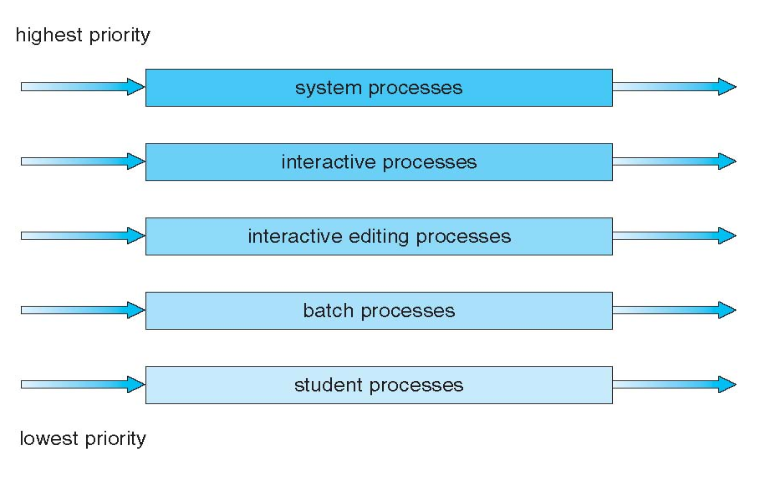 highest priority
system processes
interactive processes
interactive editing processes
batch processes
student processes
lowest priority